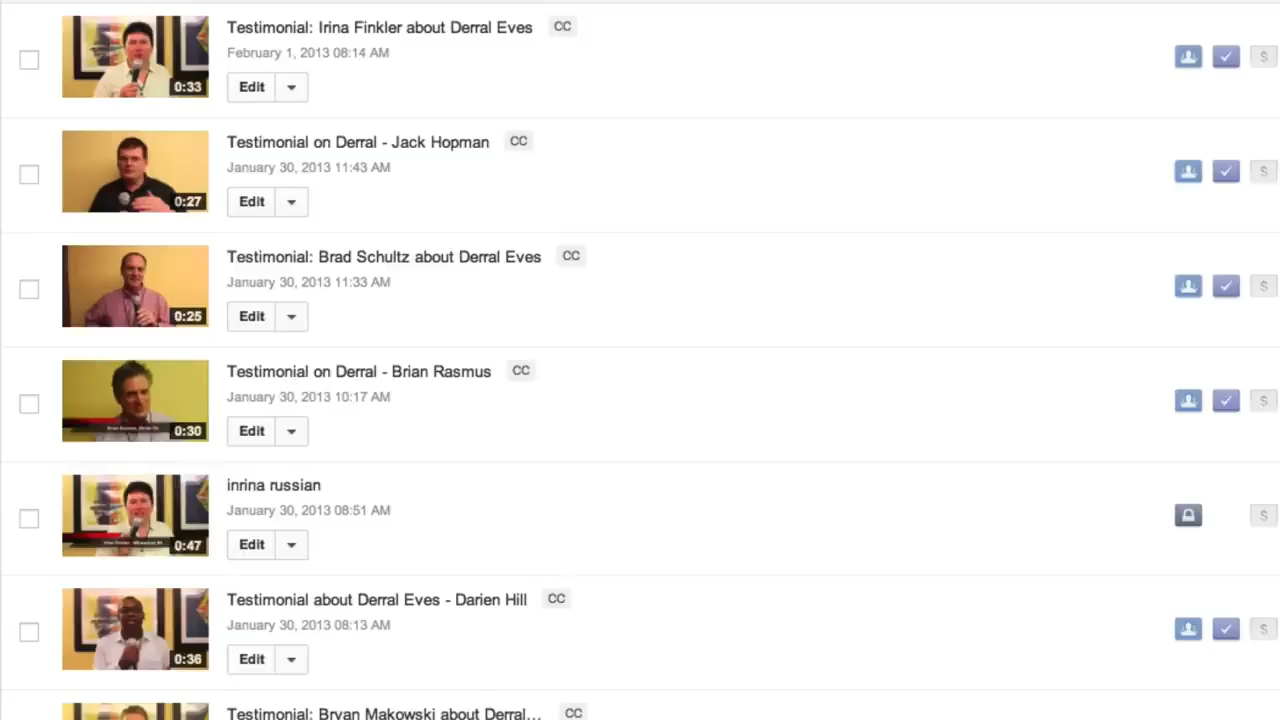 Testimonial: Irina Finkler about Derral Eves CC
February 1, 2013 08:14 AM
0:33
Edit
$
Testimonial on Derral - Jack Hopman CC
January 30, 2013 11:43 AM
0:27
Edit
$
Testimonial: Brad Schultz about Derral Eves CC
January 30, 2013 11:33 AM
0:25
Edit
$
Testimonial on Derral - Brian Rasmus CC
January 30, 2013 10:17 AM
0:30
Edit
$
inrina russian
January 30, 2013 08:51 AM
0:47
Edit
$
Testimonial about Derral Eves - Darien Hill CC
January 30, 2013 08:13 AM
0:36
Edit
$
Testimonial: Bryan Makowski about Derral... CC